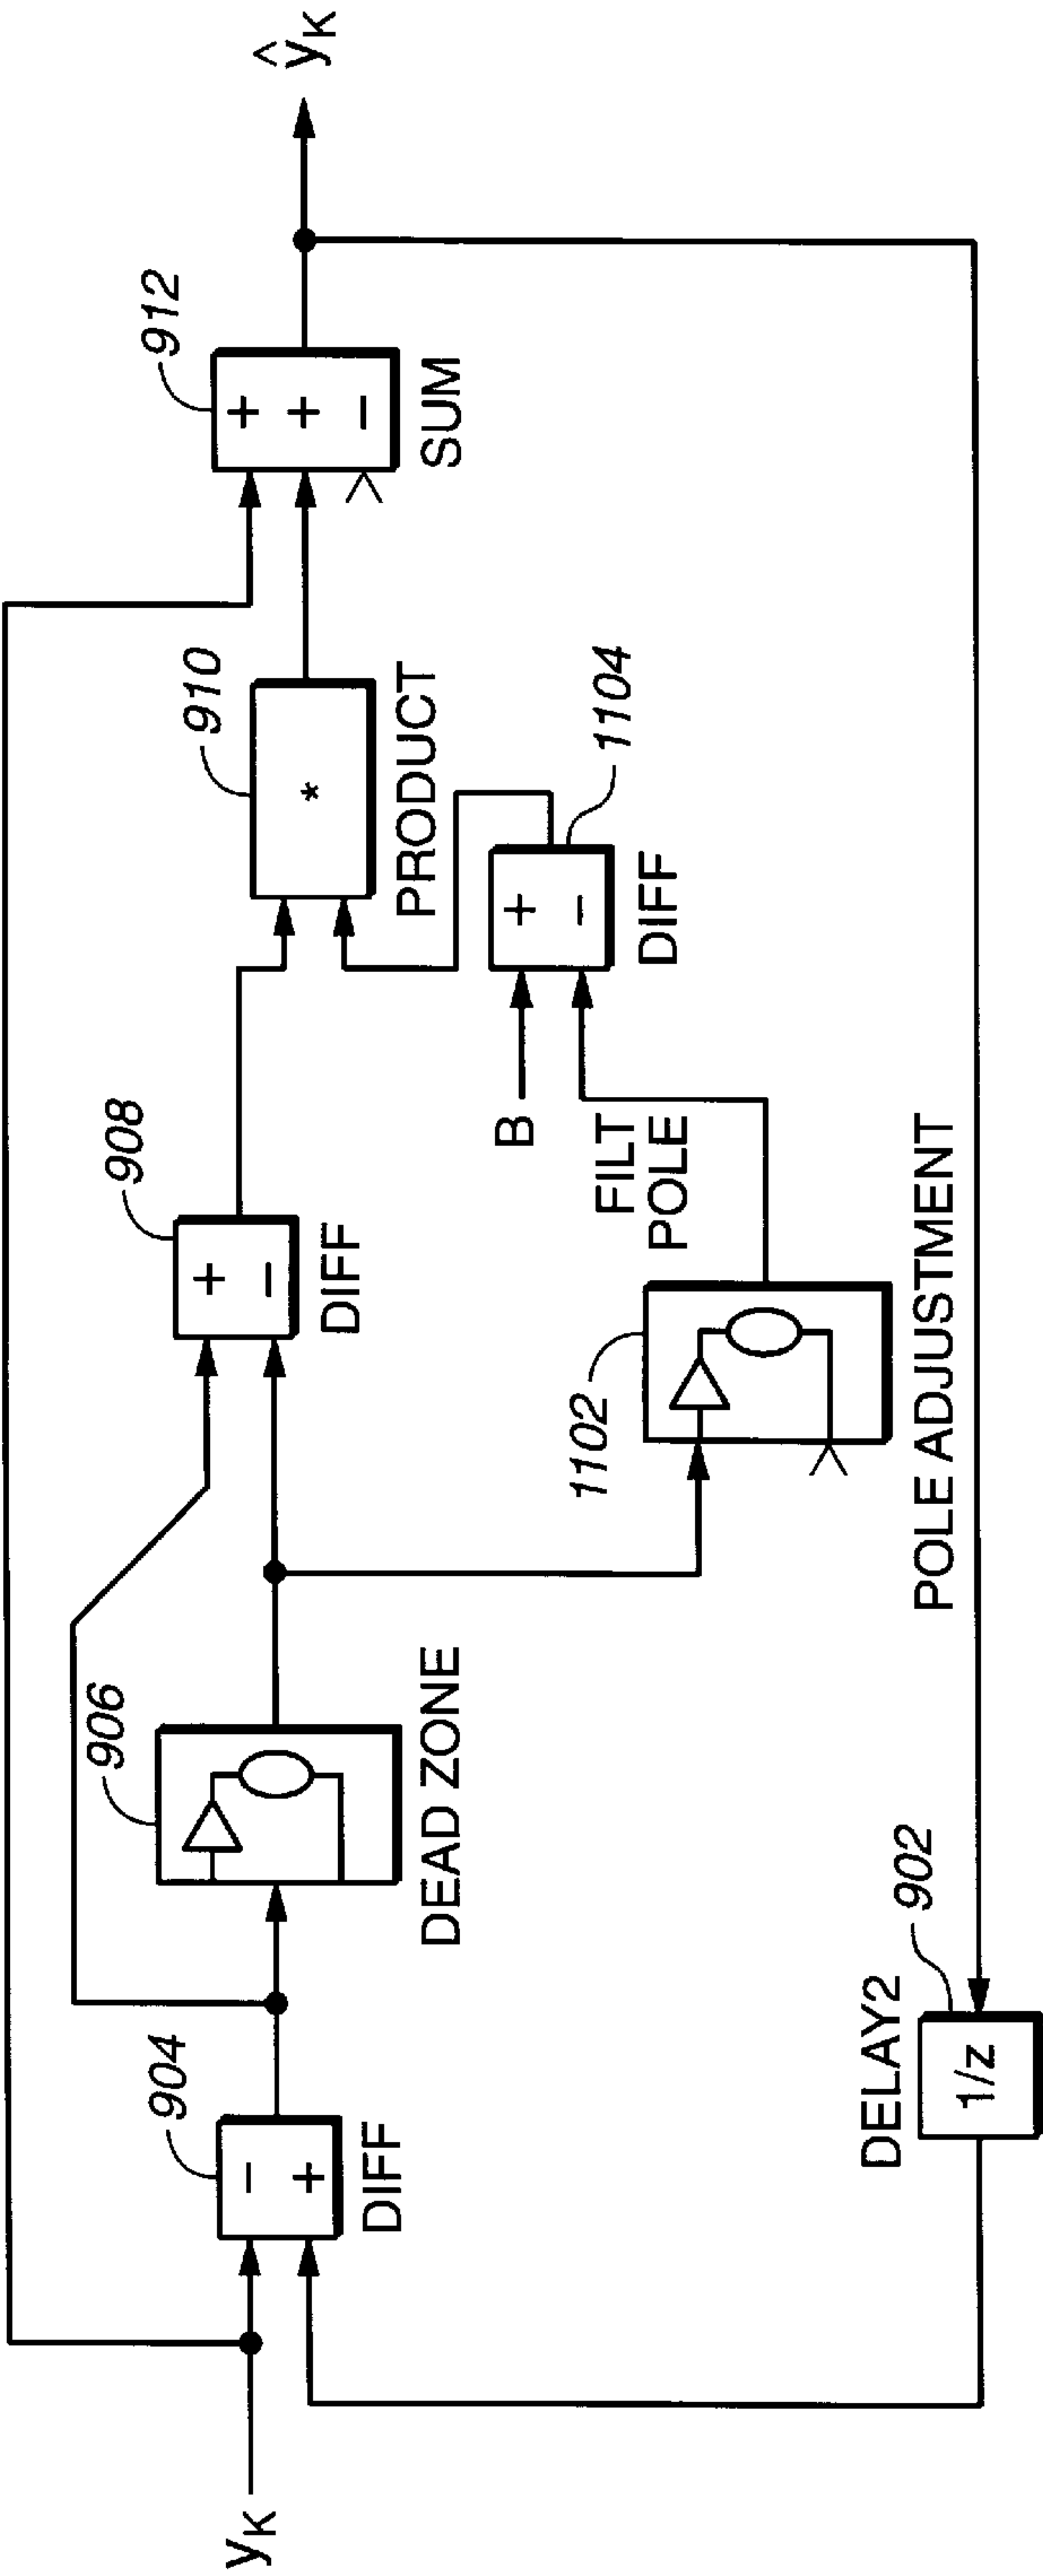 yK
904
−
+
DIFF
906
DEAD ZONE
908
+
−
DIFF
910
*
PRODUCT
912
+
+
−
SUM
ŷK
1102
POLE ADJUSTMENT
FILT
POLE
B
+
−
1104
DIFF
DELAY2
902
1/z